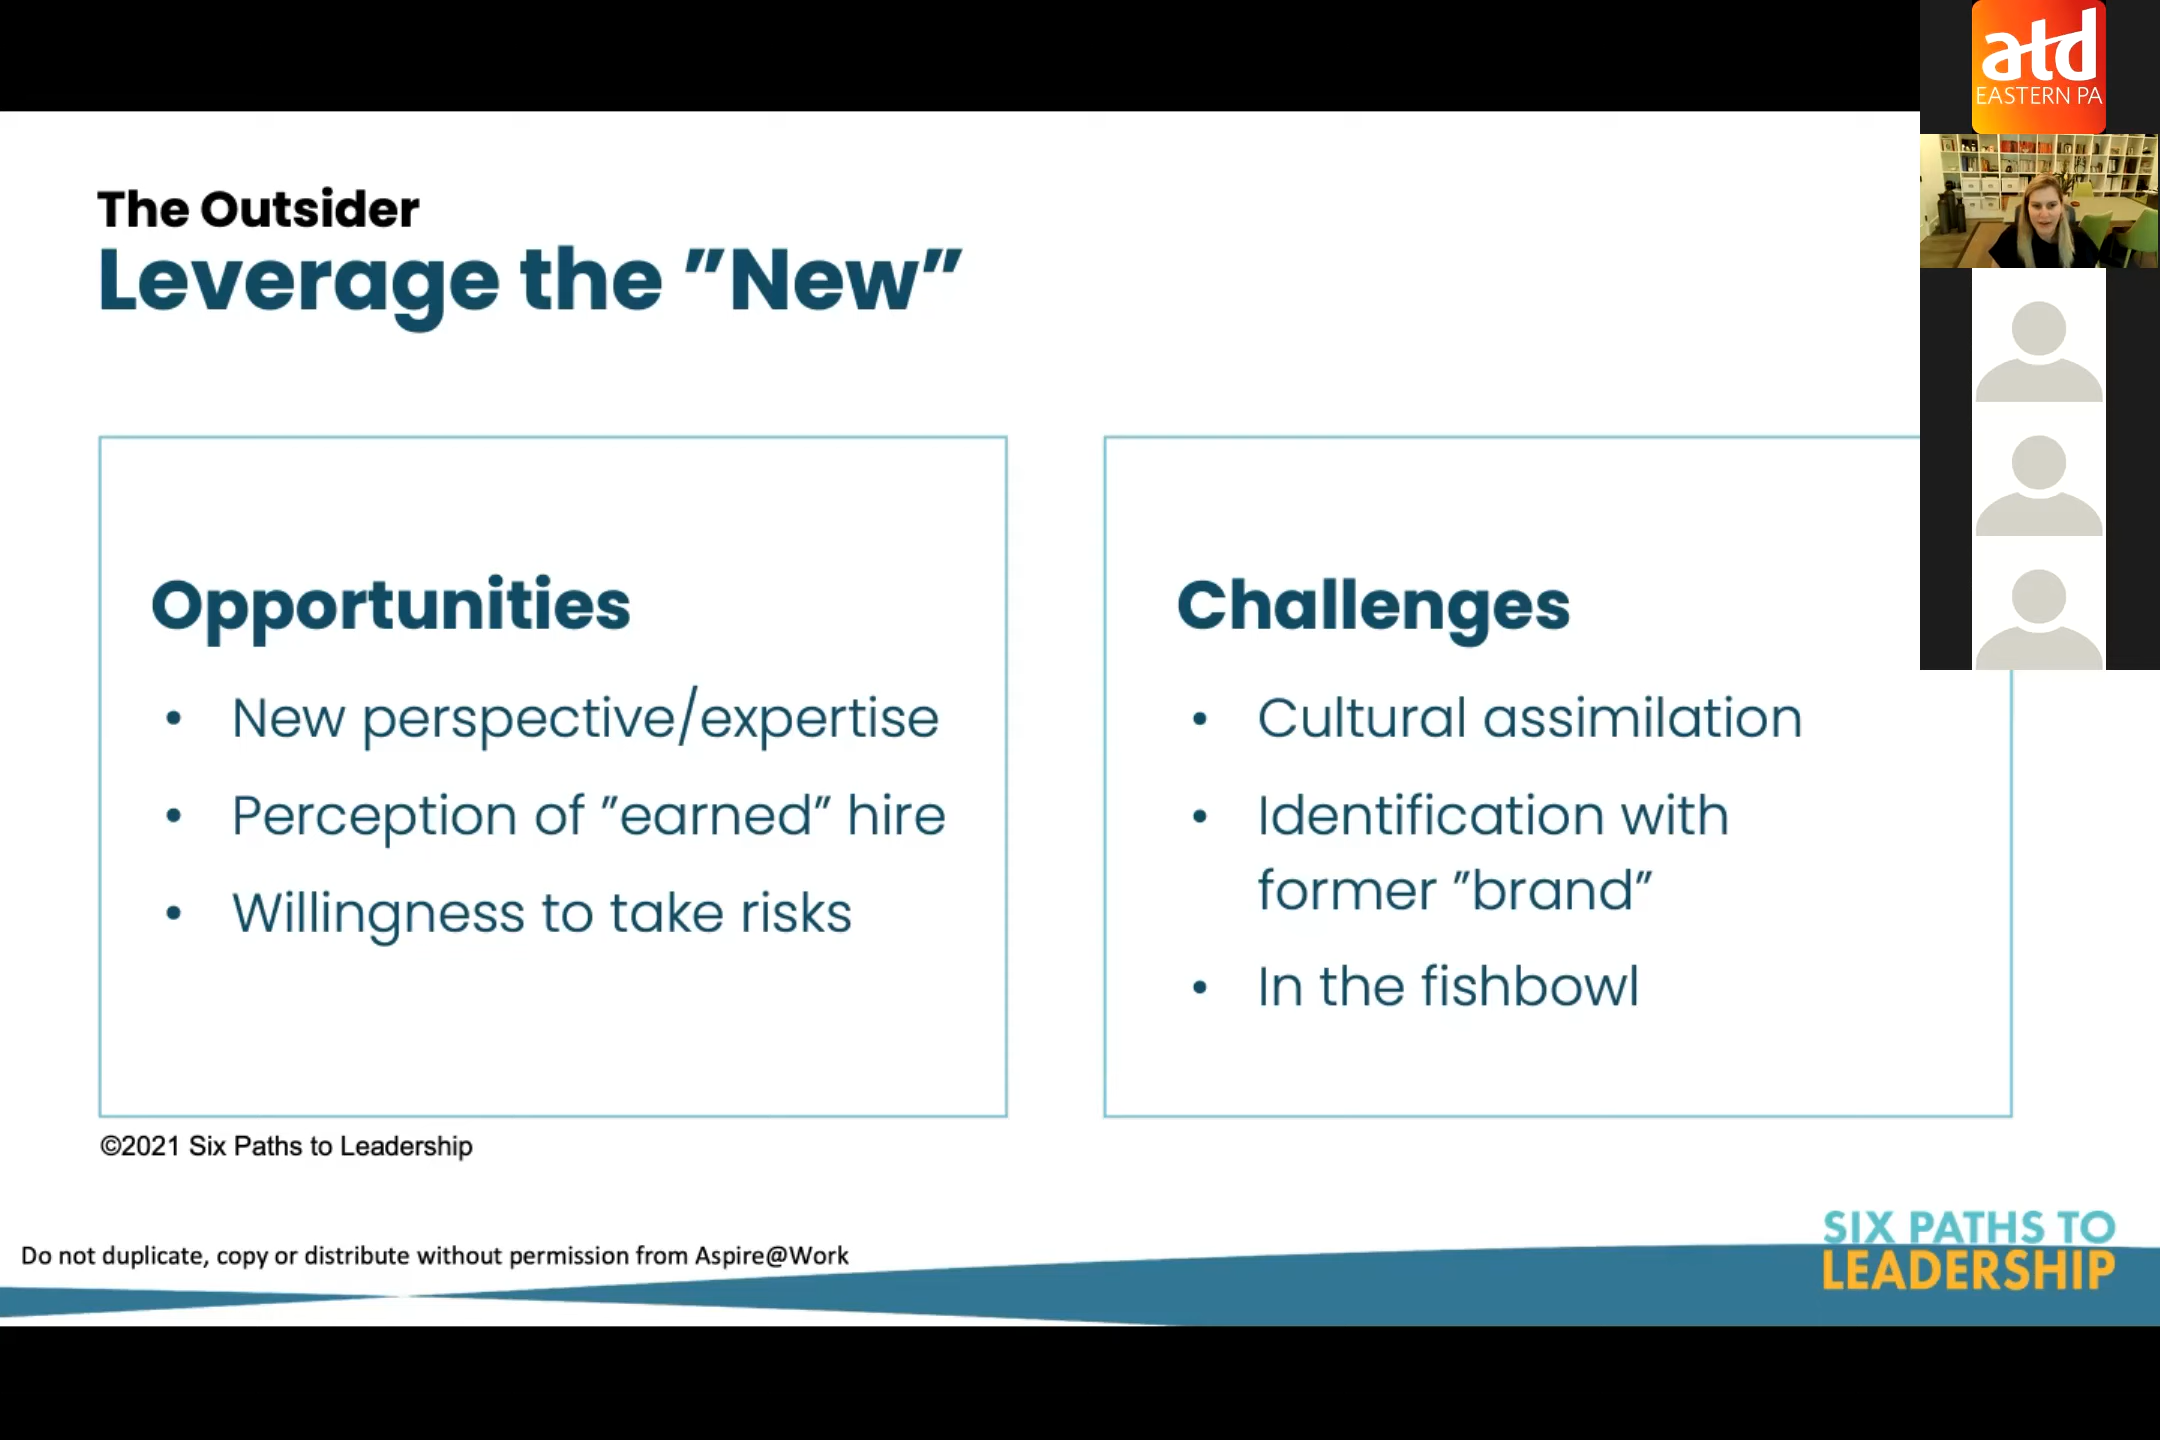 The Outsider
Leverage the ”New”
Opportunities
• New perspective/expertise
• Perception of ”earned” hire
• Willingness to take risks
Challenges
• Cultural assimilation
• Identification with
former ”brand”
• In the fishbowl
©2021 Six Paths to Leadership
Do not duplicate, copy or distribute without permission from Aspire@Work
SIX PATHS TO
LEADERSHIP
atd
EASTERN PA